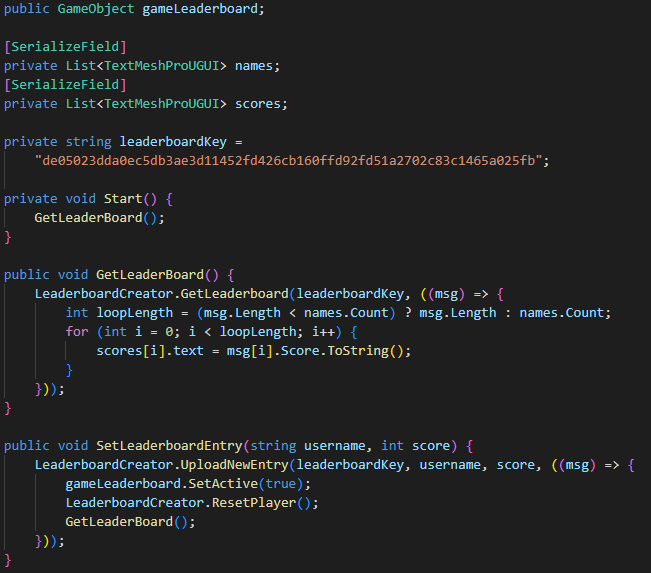 public GameObject gameLeaderboard;
[SerializeField]
private List<TextMeshProUGUI> names;
[SerializeField]
private List<TextMeshProUGUI> scores;
private string leaderboardKey =
"de05023dda0ec5db3ae3d11452fd426cb160ffd92fd51a2702c83c1465a025fb";
private void Start() {
GetLeaderBoard();
}
public void GetLeaderBoard() {
LeaderboardCreator.GetLeaderboard(leaderboardKey, ((msg) => {
int loopLength = (msg.Length < names.Count) ? msg.Length : names.Count;
for (int i = 0; i < loopLength; i++) {
scores[i].text = msg[i].Score.ToString();
}
}));
}
public void SetLeaderboardEntry(string username, int score) {
LeaderboardCreator.UploadNewEntry(leaderboardKey, username, score, ((msg) => {
gameLeaderboard.SetActive(true);
LeaderboardCreator.ResetPlayer();
GetLeaderBoard();
}));
}